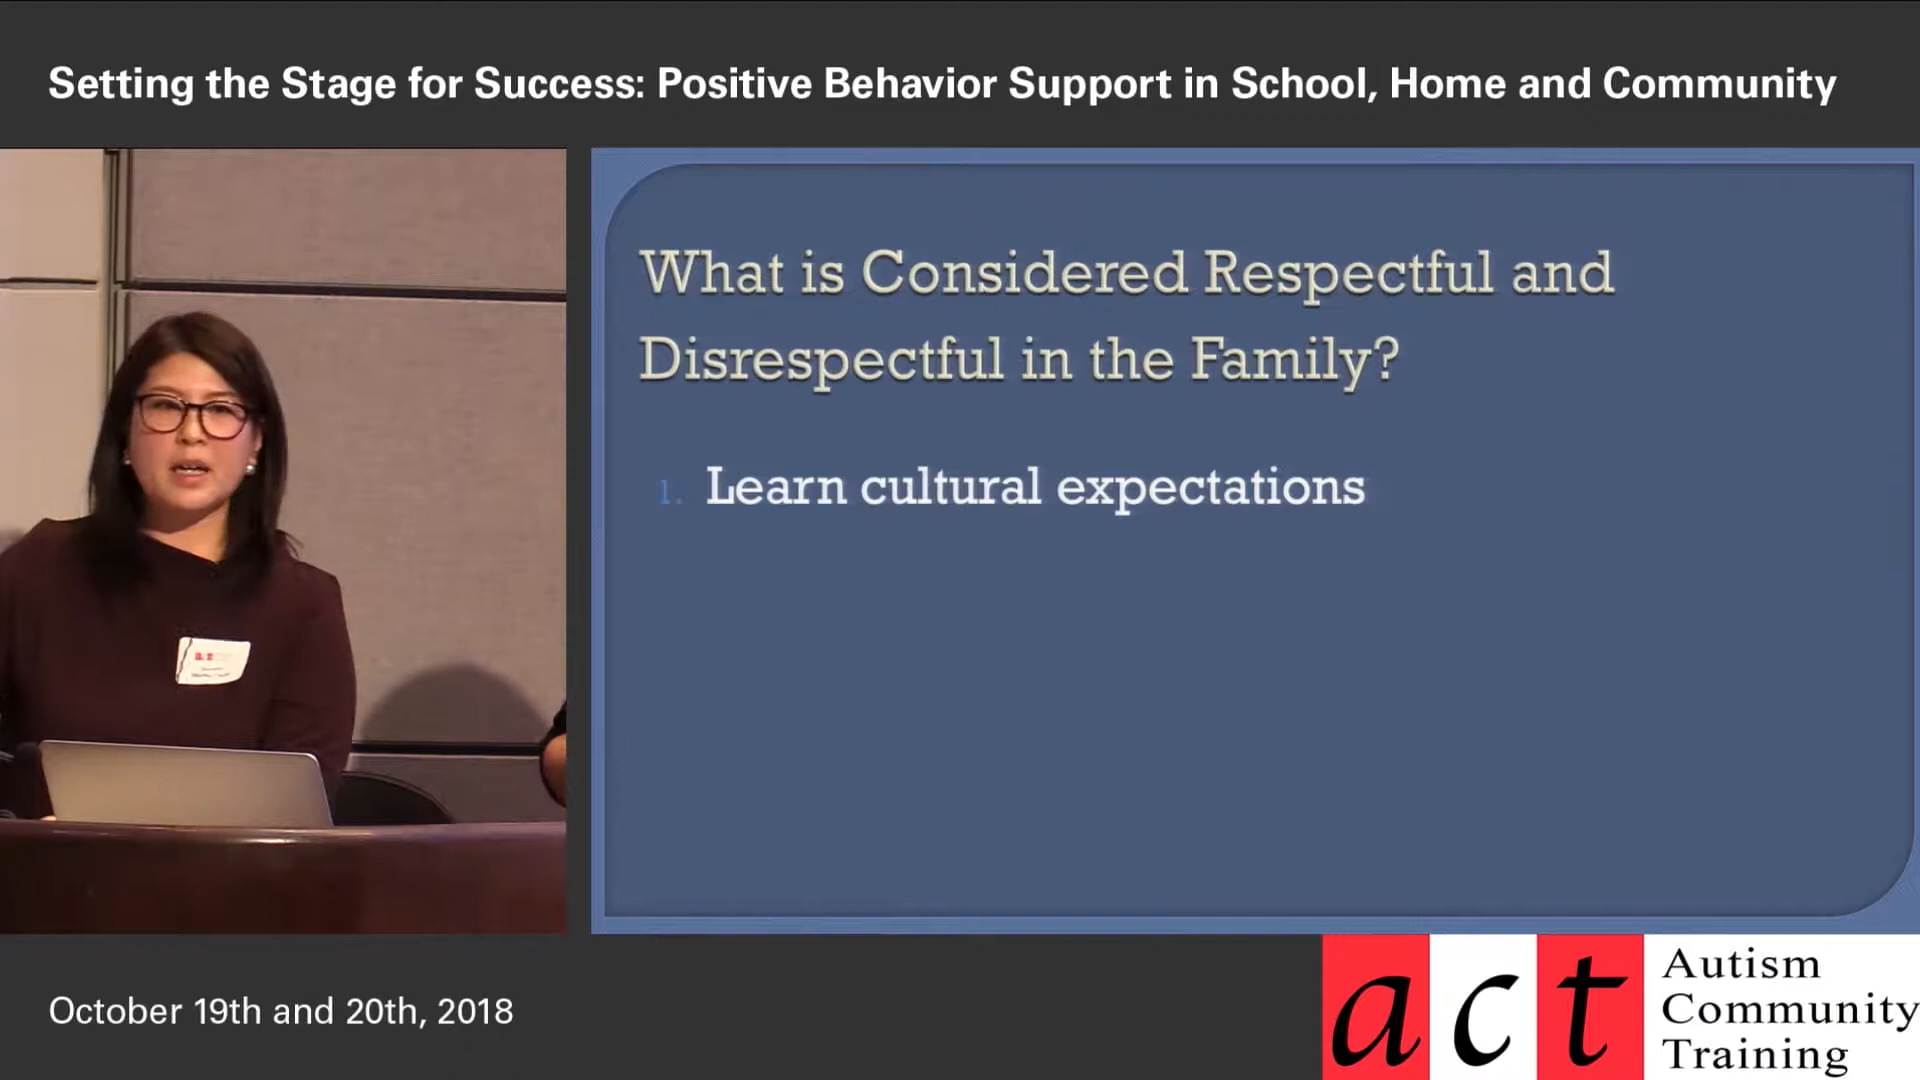 Setting the Stage for Success: Positive Behavior Support in School, Home and Community
What is Considered Respectful and
Disrespectful in the Family?
1. Learn cultural expectations
October 19th and 20th, 2018
act
Autism
Community
Training